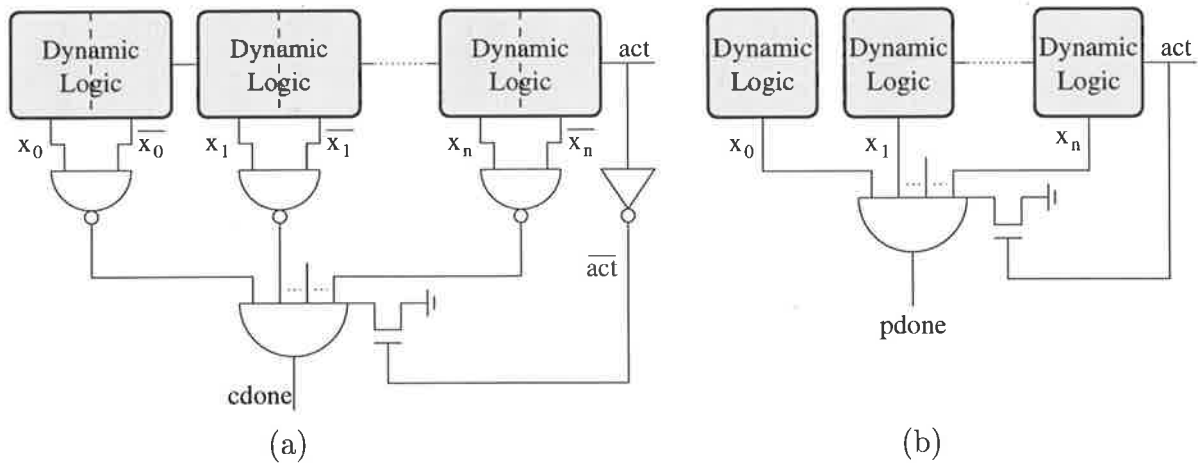 Dynamic Logic
Dynamic Logic
Dynamic Logic
act
x₀ x̅₀̅
x₁ x̅₁̅
xₙ x̅ₙ̅
a̅c̅t̅
cdone
(a)
Dynamic Logic
Dynamic Logic
Dynamic Logic
act
x₀
x₁
xₙ
pdone
(b)